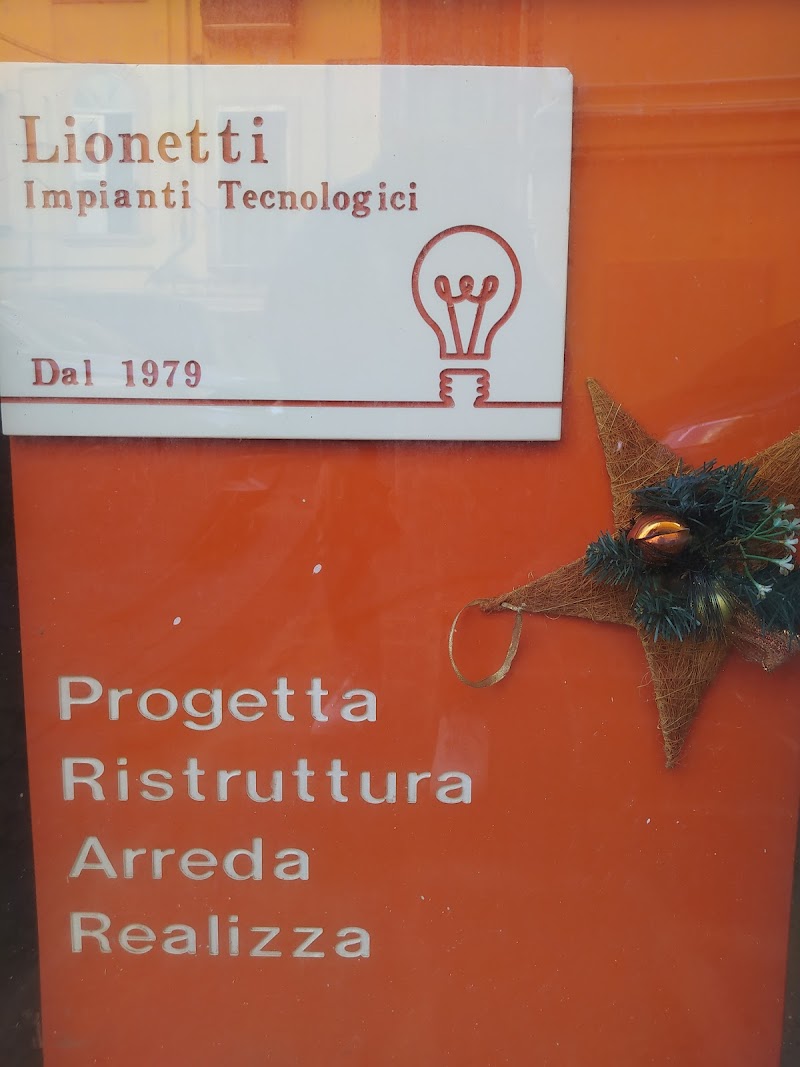 Lionetti
Impianti Tecnologici
Dal 1979
Progetta
Ristruttura
Arreda
Realizza